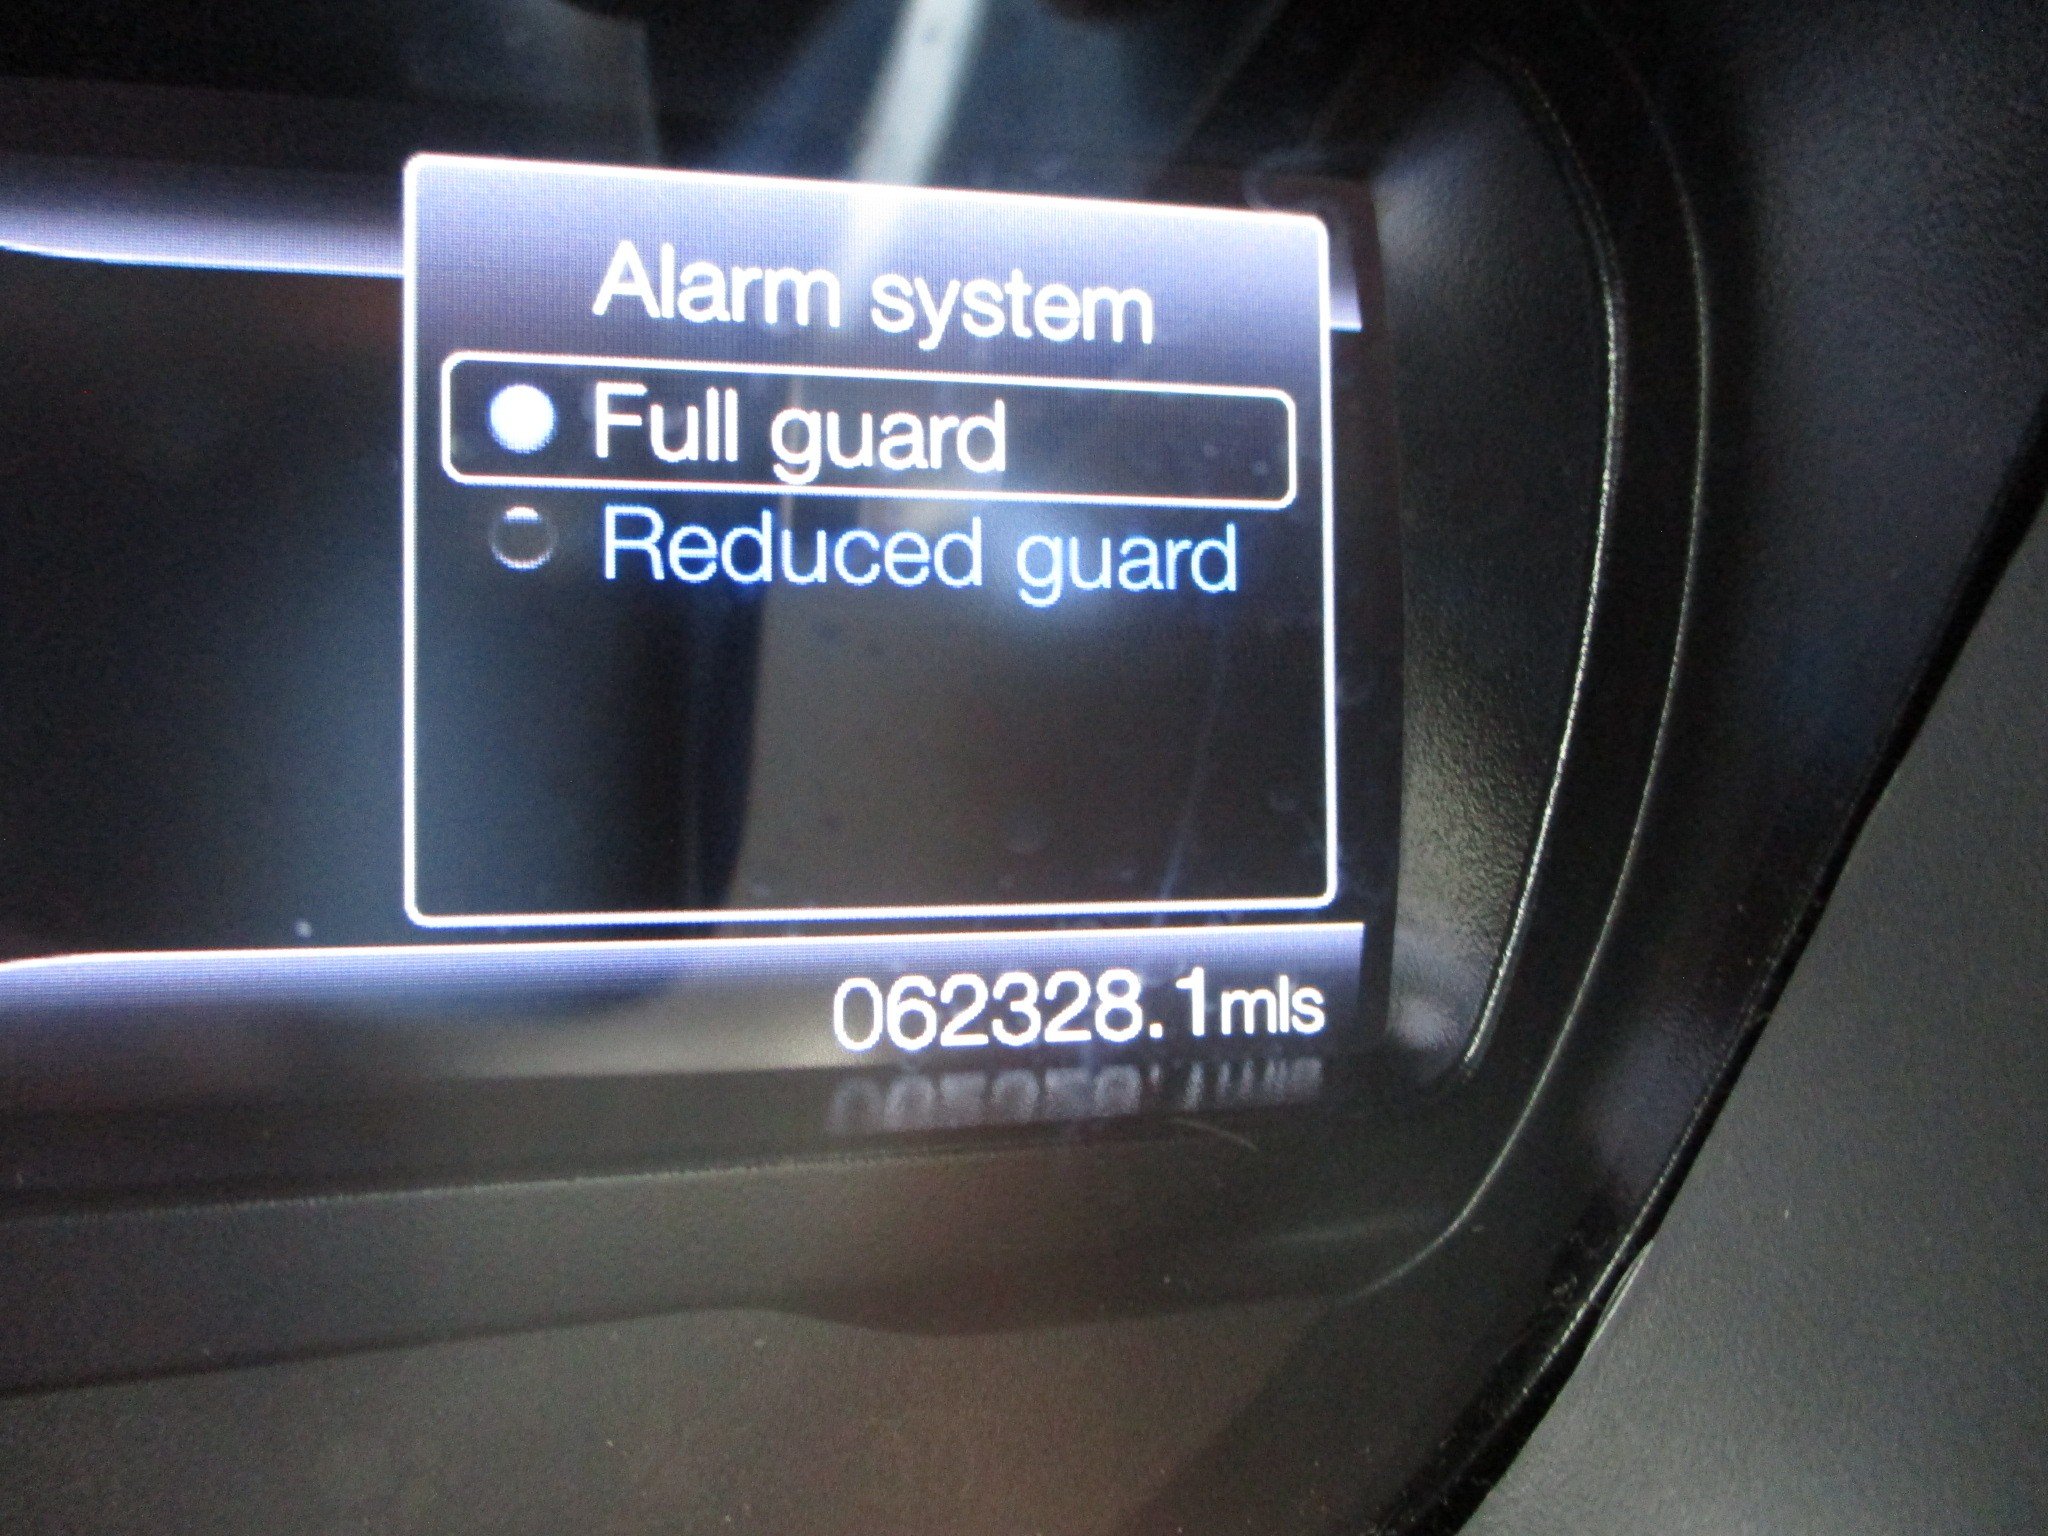 Alarm system
Full guard
Reduced guard
062328.1mls